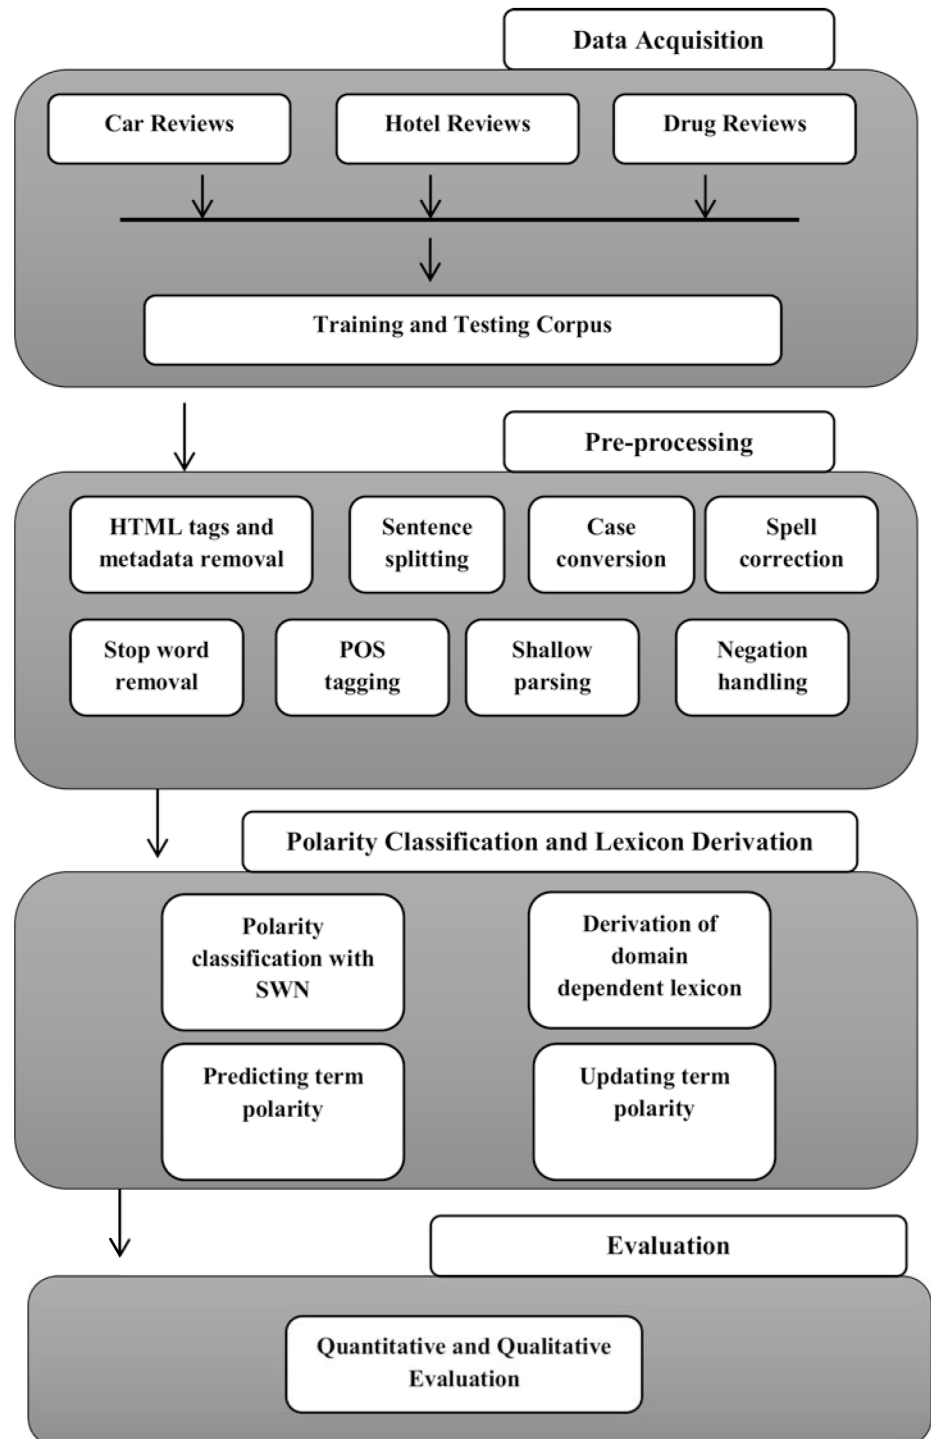 Data Acquisition
Car Reviews
Hotel Reviews
Drug Reviews
Training and Testing Corpus
Pre-processing
HTML tags and
metadata removal
Sentence
splitting
Case
conversion
Spell
correction
Stop word
removal
POS
tagging
Shallow
parsing
Negation
handling
Polarity Classification and Lexicon Derivation
Polarity
classification with
SWN
Derivation of
domain
dependent lexicon
Predicting term
polarity
Updating term
polarity
Evaluation
Quantitative and Qualitative
Evaluation